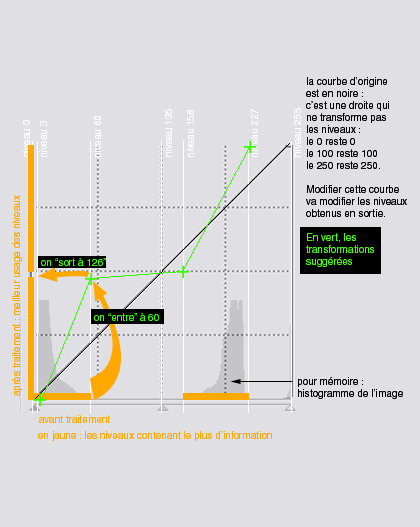 la courbe d'origine
est en noire :
c'est une droite qui
ne transforme pas
les niveaux :
le 0 reste 0
le 100 reste 100
le 250 reste 250.
Modifier cette courbe
va modifier les niveaux
obtenus en sortie.
En vert, les
transformations
suggérées
niveau 0
niveau 3
niveau 60
niveau 135
niveau 158
niveau 227
niveau 255
après traitement : meilleur usage des niveaux
on "sort à 126"
on "entre" à 60
pour mémoire :
histogramme de l'image
avant traitement
en jaune : les niveaux contenant le plus d'information